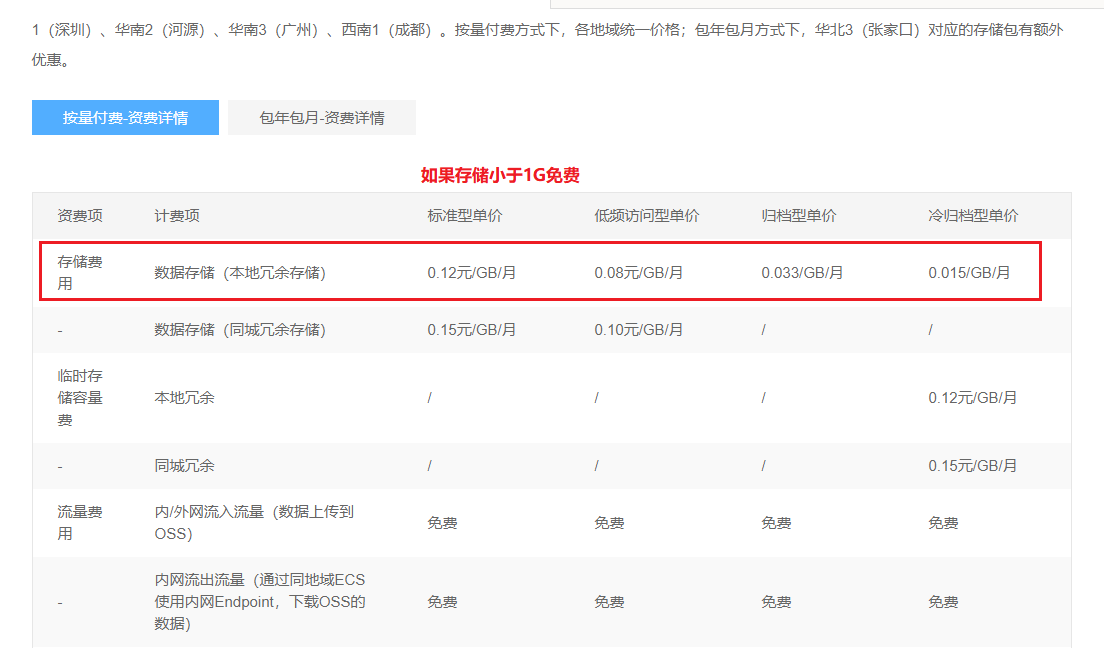 1（深圳）、华南2（河源）、华南3（广州）、西南1（成都）。按量付费方式下，各地域统一价格；包年包月方式下，华北3（张家口）对应的存储包有额外
优惠。
按量付费-资费详情 包年包月-资费详情
如果存储小于1G免费
资费项 计费项 标准型单价 低频访问型单价 归档型单价 冷归档型单价
存储费
用
数据存储（本地冗余存储） 0.12元/GB/月 0.08元/GB/月 0.033/GB/月 0.015/GB/月
- 数据存储（同城冗余存储） 0.15元/GB/月 0.10元/GB/月 / /
临时存
储容量
费
本地冗余 / / / 0.12元/GB/月
- 同城冗余 / / / 0.15元/GB/月
流量费
用
内/外网流入流量（数据上传到
OSS）
免费 免费 免费 免费
-
内网流出流量（通过同地域ECS
使用内网Endpoint，下载OSS的
数据）
免费 免费 免费 免费